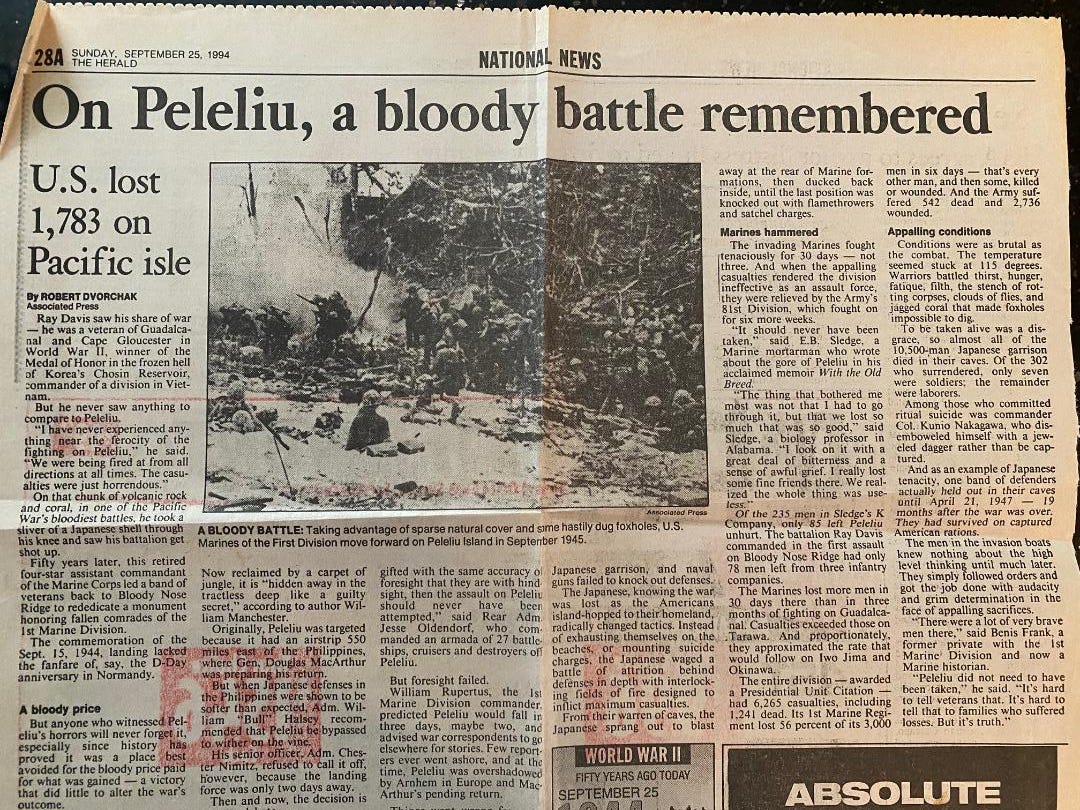 28A SUNDAY, SEPTEMBER 25, 1994
THE HERALD
NATIONAL NEWS
On Peleliu, a bloody battle remembered
U.S. lost
1,783 on
Pacific isle
By ROBERT DVORCHAK
Associated Press
Ray Davis saw his share of war
— he was a veteran of Guadalca-
nal and Cape Gloucester in
World War II, winner of the
Medal of Honor in the frozen hell
of Korea's Chosin Reservoir,
commander of a division in Viet-
nam.
But he never saw anything to
compare to Peleliu.
"I have never experienced any-
thing near the ferocity of the
fighting on Peleliu," he said.
"We were being fired at from all
directions at all times. The casu-
alties were just horrendous."
On that chunk of volcanic rock
and coral, in one of the Pacific
War's bloodiest battles, he took a
sliver of a Japanese shell through
his knee and saw his battalion get
shot up.
Fifty years later, this retired
four-star assistant commandant
of the Marine Corps led a band of
veterans back to Bloody Nose
Ridge to rededicate a monument
honoring fallen comrades of the
1st Marine Division.
The commemoration of the
Sept. 15, 1944, landing lacked
the fanfare of, say, the D-Day
anniversary in Normandy.
A bloody price
But anyone who witnessed Pel-
eliu's horrors will never forget it,
especially since history has
proved it was a place best
avoided for the bloody price paid
for what was gained — a victory
that did little to alter the war's
outcome.
Associated Press
A BLOODY BATTLE: Taking advantage of sparse natural cover and some hastily dug foxholes, U.S.
Marines of the First Division move forward on Peleliu Island in September 1945.
Now reclaimed by a carpet of
jungle, it is "hidden away in the
tractless deep like a guilty
secret," according to author Wil-
liam Manchester.
Originally, Peleliu was targeted
because it had an airstrip 550
miles east of the Philippines,
where Gen. Douglas MacArthur
was preparing his return.
But when Japanese defenses in
the Philippines were shown to be
softer than expected, Adm. Wil-
liam "Bull" Halsey recom-
mended that Peleliu be bypassed
to wither on the vine.
His senior officer, Adm. Ches-
ter Nimitz, refused to call it off,
however, because the landing
force was only two days away.
Then and now, the decision is
gifted with the same accuracy of
foresight that they are with hind-
sight, then the assault on Peleliu
should never have been
attempted," said Rear Adm.
Jesse Oldendorf, who com-
manded an armada of 27 battle-
ships, cruisers and destroyers off
Peleliu.
But foresight failed.
William Rupertus, the 1st
Marine Division commander,
predicted Peleliu would fall in
three days, maybe two, and
advised war correspondents to go
elsewhere for stories. Few report-
ers ever went ashore, and at the
time, Peleliu was overshadowed
by Arnhem in Europe and Mac-
Arthur's pending return.
Japanese garrison, and naval
guns failed to knock out defenses.
The Japanese, knowing the war
was lost as the Americans
island-hopped to their homeland,
radically changed tactics. Instead
of exhausting themselves on the
beaches, or mounting suicide
charges, the Japanese waged a
battle of attrition behind
defenses in depth with interlock-
ing fields of fire designed to
inflict maximum casualties.
From their warren of caves, the
Japanese sprang out to blast
away at the rear of Marine for-
mations, then ducked back
inside, until the last position was
knocked out with flamethrowers
and satchel charges.
Marines hammered
The invading Marines fought
tenaciously for 30 days — not
three. And when the appalling
casualties rendered the division
ineffective as an assault force,
they were relieved by the Army's
81st Division, which fought on
for six more weeks.
"It should never have been
taken," said E.B. Sledge, a
Marine mortarman who wrote
about the gore of Peleliu in his
acclaimed memoir With the Old
Breed.
"The thing that bothered me
most was not that I had to go
through it, but that we lost so
much that was so good," said
Sledge, a biology professor in
Alabama. "I look on it with a
great deal of bitterness and a
sense of awful grief. I really lost
some fine friends there. We real-
ized the whole thing was use-
less."
Of the 235 men in Sledge's K
Company, only 85 left Peleliu
unhurt. The battalion Ray Davis
commanded in the first assault
on Bloody Nose Ridge had only
78 men left from three infantry
companies.
The Marines lost more men in
30 days there than in three
months of fighting on Guadalca-
nal. Casualties exceeded those on
Tarawa. And proportionately,
they approximated the rate that
would follow on Iwo Jima and
Okinawa.
The entire division — awarded
a Presidential Unit Citation —
had 6,265 casualties, including
1,241 dead. Its 1st Marine Regi-
ment lost 56 percent of its 3,000
men in six days — that's every
other man, and then some, killed
or wounded. And the Army suf-
fered 542 dead and 2,736
wounded.
Appalling conditions
Conditions were as brutal as
the combat. The temperature
seemed stuck at 115 degrees.
Warriors battled thirst, hunger,
fatigue, filth, the stench of rot-
ting corpses, clouds of flies, and
jagged coral that made foxholes
impossible to dig.
To be taken alive was a dis-
grace, so almost all of the
10,500-man Japanese garrison
died in their caves. Of the 302
who surrendered, only seven
were soldiers; the remainder
were laborers.
Among those who committed
ritual suicide was commander
Col. Kunio Nakagawa, who dis-
emboweled himself with a jew-
eled dagger rather than be cap-
tured.
And as an example of Japanese
tenacity, one band of defenders
actually held out in their caves
until April 21, 1947 — 19
months after the war was over.
They had survived on captured
American rations.
The men in the invasion boats
knew nothing about the high
level thinking until much later.
They simply followed orders and
got the job done with audacity
and grim determination in the
face of appalling sacrifices.
"There were a lot of very brave
men there," said Benis Frank, a
former private with the 1st
Marine Division and now a
Marine historian.
"Peleliu did not need to have
been taken," he said. "It's hard
to tell veterans that. It's hard to
tell that to families who suffered
losses. But it's truth."
WORLD WAR II
FIFTY YEARS AGO TODAY
SEPTEMBER 25
1944
ABSOLUTE